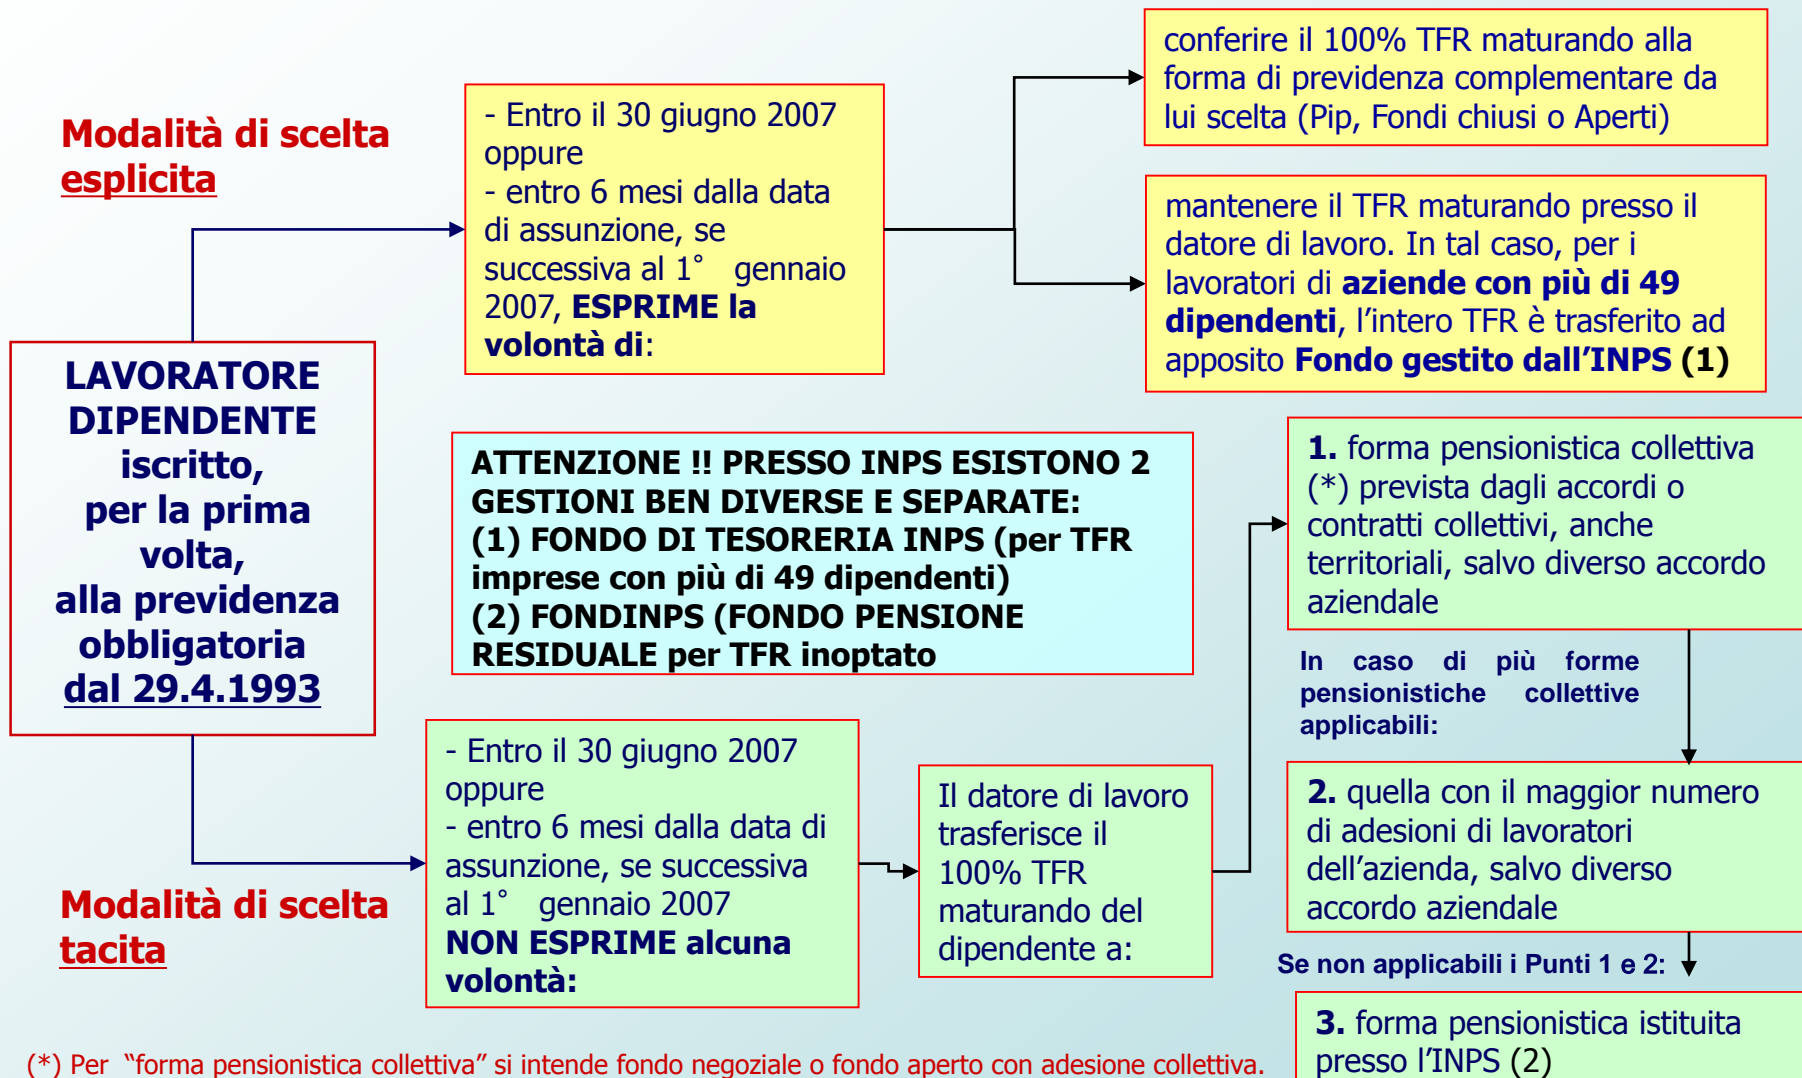 Modalità di scelta
esplicita
- Entro il 30 giugno 2007
oppure
- entro 6 mesi dalla data
di assunzione, se
successiva al 1° gennaio
2007, ESPRIME la
volontà di:
conferire il 100% TFR maturando alla
forma di previdenza complementare da
lui scelta (Pip, Fondi chiusi o Aperti)
mantenere il TFR maturando presso il
datore di lavoro. In tal caso, per i
lavoratori di aziende con più di 49
dipendenti, l'intero TFR è trasferito ad
apposito Fondo gestito dall'INPS (1)
LAVORATORE
DIPENDENTE
iscritto,
per la prima
volta,
alla previdenza
obbligatoria
dal 29.4.1993
ATTENZIONE !! PRESSO INPS ESISTONO 2
GESTIONI BEN DIVERSE E SEPARATE:
(1) FONDO DI TESORERIA INPS (per TFR
imprese con più di 49 dipendenti)
(2) FONDINPS (FONDO PENSIONE
RESIDUALE per TFR inoptato
Modalità di scelta
tacita
- Entro il 30 giugno 2007
oppure
- entro 6 mesi dalla data di
assunzione, se successiva
al 1° gennaio 2007
NON ESPRIME alcuna
volontà:
Il datore di lavoro
trasferisce il
100% TFR
maturando del
dipendente a:
1. forma pensionistica collettiva
(*) prevista dagli accordi o
contratti collettivi, anche
territoriali, salvo diverso accordo
aziendale
In caso di più forme
pensionistiche collettive
applicabili:
2. quella con il maggior numero
di adesioni di lavoratori
dell'azienda, salvo diverso
accordo aziendale
Se non applicabili i Punti 1 e 2:
3. forma pensionistica istituita
presso l'INPS (2)
(*) Per "forma pensionistica collettiva" si intende fondo negoziale o fondo aperto con adesione collettiva.